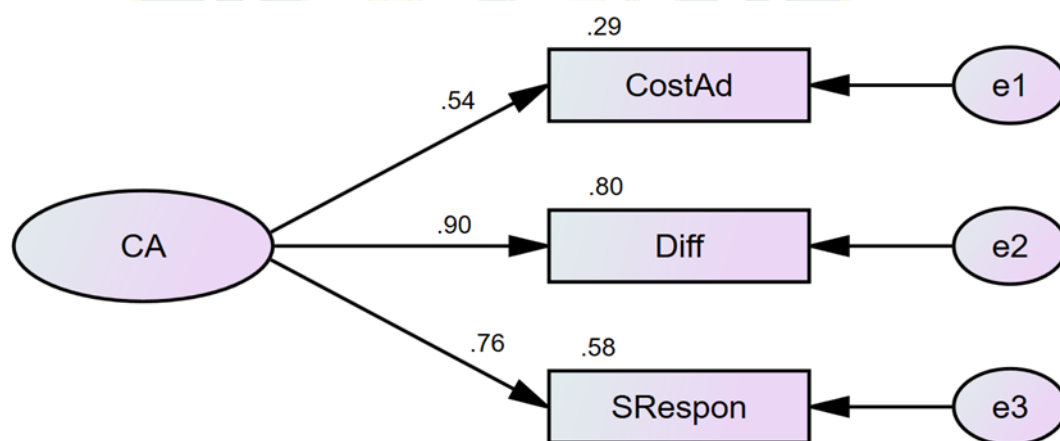 .29
CostAd
e1
.54
.80
CA
.90
Diff
e2
.76
.58
SRespon
e3